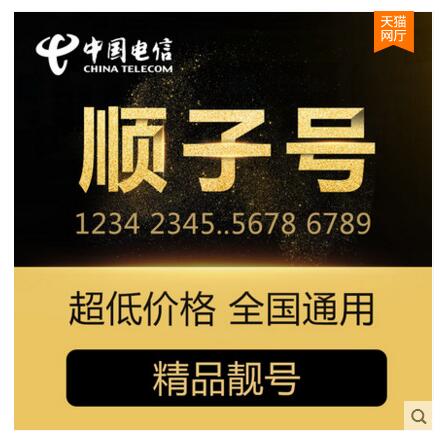 中国电信
CHINA TELECOM
天猫
网厅
顺子号
1234 2345..5678 6789
超低价格 全国通用
精品靓号